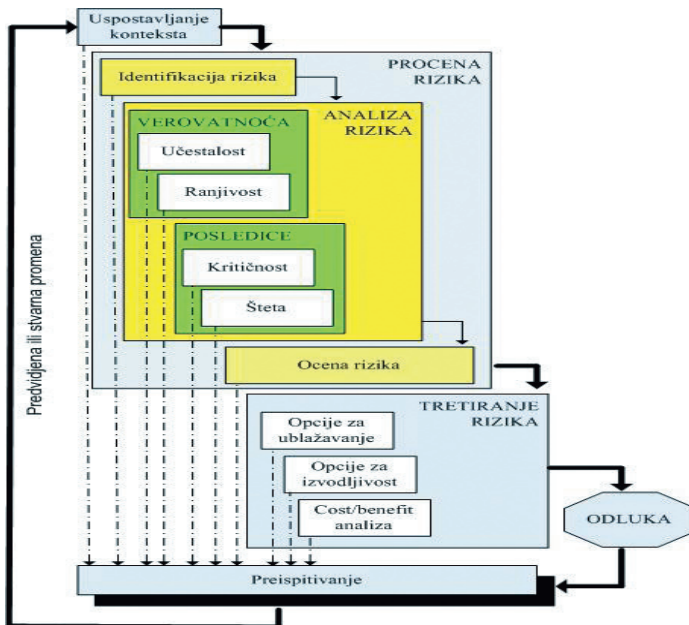 Uspostavljanje
konteksta
PROCENA
RIZIKA
Identifikacija rizika
ANALIZA
RIZIKA
VEROVATNOĆA
Učestalost
Ranjivost
POSLEDICE
Kritičnost
Šteta
Ocena rizika
TRETIRANJE
RIZIKA
Opcije za
ublažavanje
Opcije za
izvodljivost
Cost/benefit
analiza
ODLUKA
Preispitivanje
Predvidjena ili stvarna promena